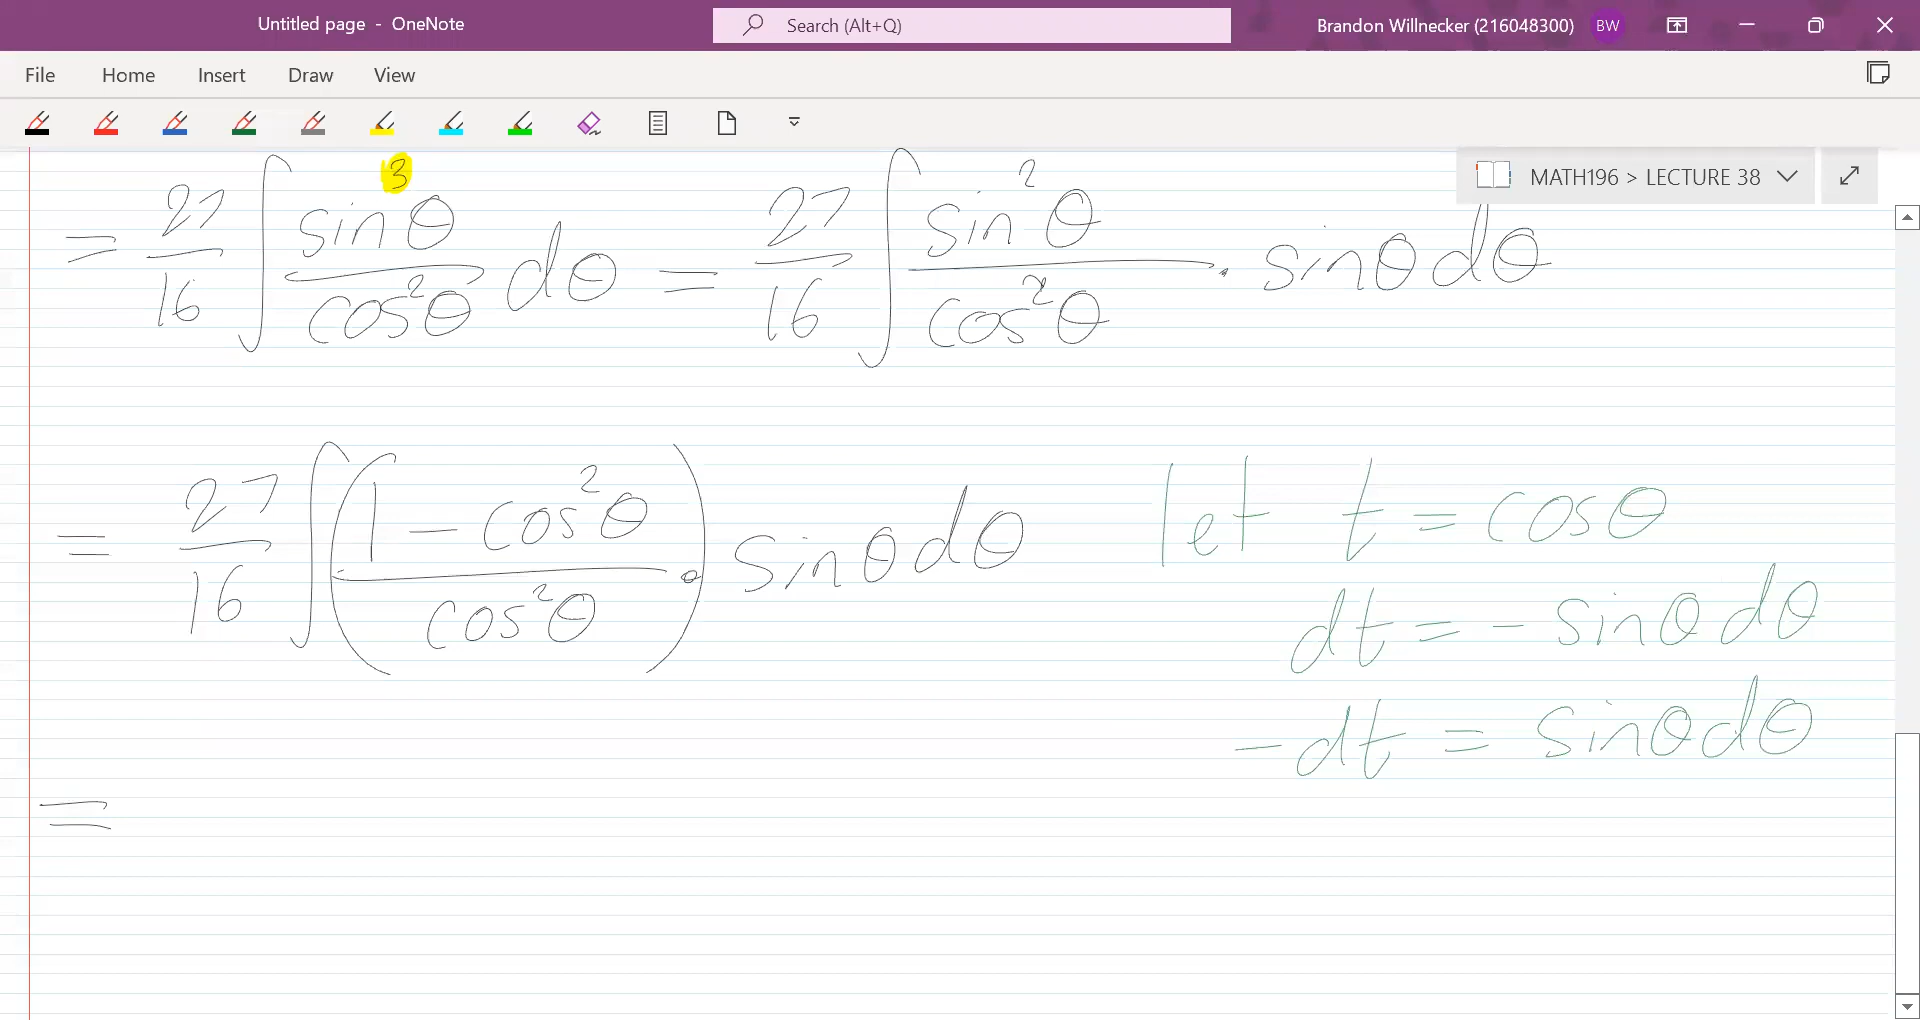 Untitled page - OneNote
Search (Alt+Q)
Brandon Willnecker (216048300) BW
File Home Insert Draw View
MATH196 > LECTURE 38
= 27/16 ∫ sin³θ/cos²θ dθ = 27/16 ∫ sin²θ/cos²θ · sinθ dθ
= 27/16 ∫ ((1 - cos²θ)/cos²θ ·) sinθ dθ
let t = cosθ
dt = - sinθ dθ
-dt = sinθ dθ
=